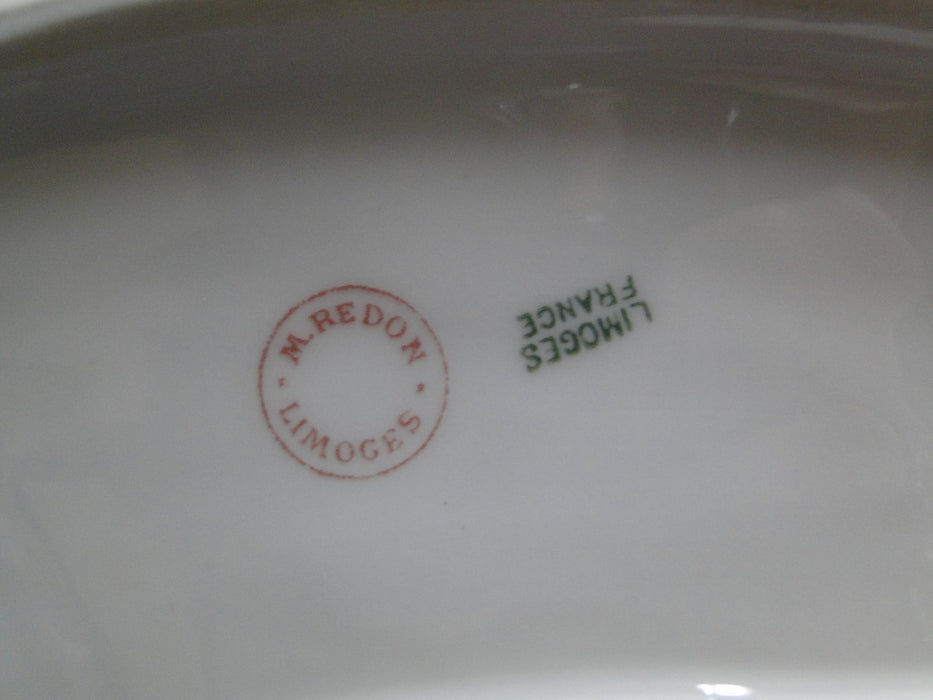 M. REDON
LIMOGES
LIMOGES
FRANCE